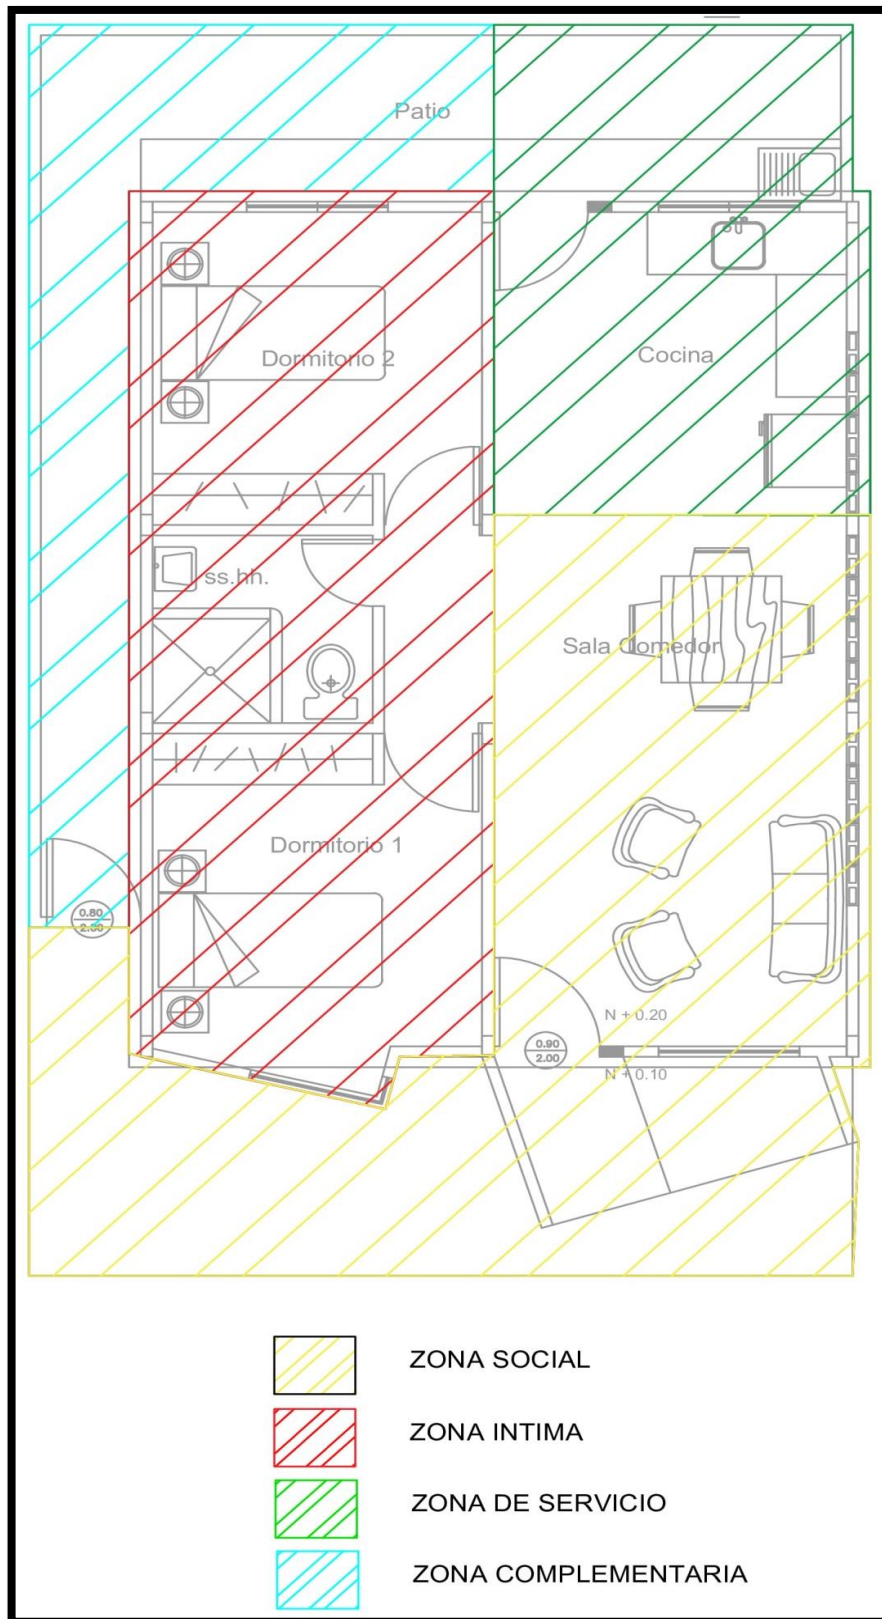 Patio
Dormitorio 2
Cocina
ss.hh.
Sala Comedor
Dormitorio 1
0.80
2.00
N + 0.20
0.90
2.00
N + 0.10
ZONA SOCIAL
ZONA INTIMA
ZONA DE SERVICIO
ZONA COMPLEMENTARIA